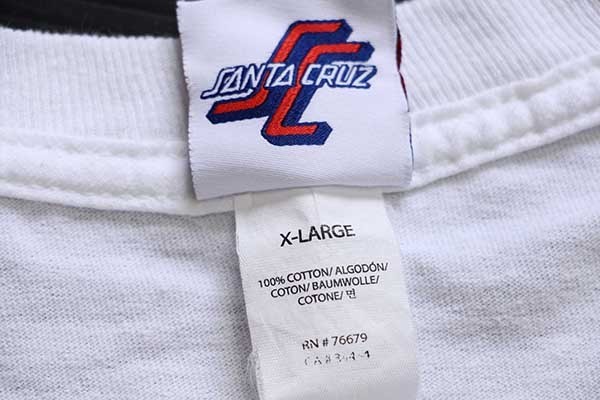 SANTA CRUZ
X-LARGE
100% COTTON/ ALGODÓN/
COTON/ BAUMWOLLE/
COTONE/ 면
RN # 76679